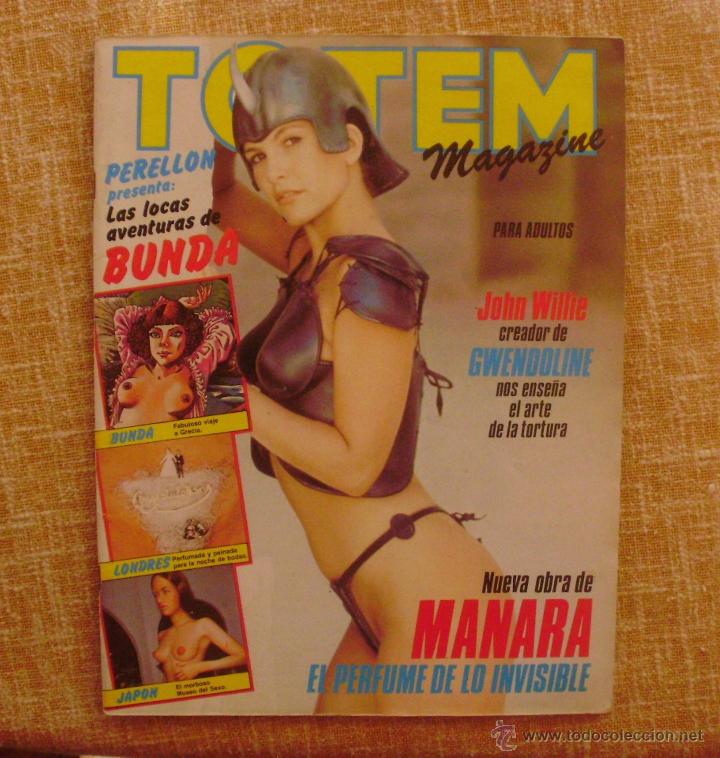 TOTEM
Magazine
PERELLON
presenta:
Las locas
aventuras de
BUNDA
PARA ADULTOS
John Willie
creador de
GWENDOLINE
nos enseña
el arte
de la tortura
BUNDA
Fabuloso viaje
a Grecia.
LONDRES
Perfumada y peinada
para la noche de bodas.
JAPON
El morboso
Museo del Sexo.
Nueva obra de
MANARA
EL PERFUME DE LO INVISIBLE
www.todocoleccion.net